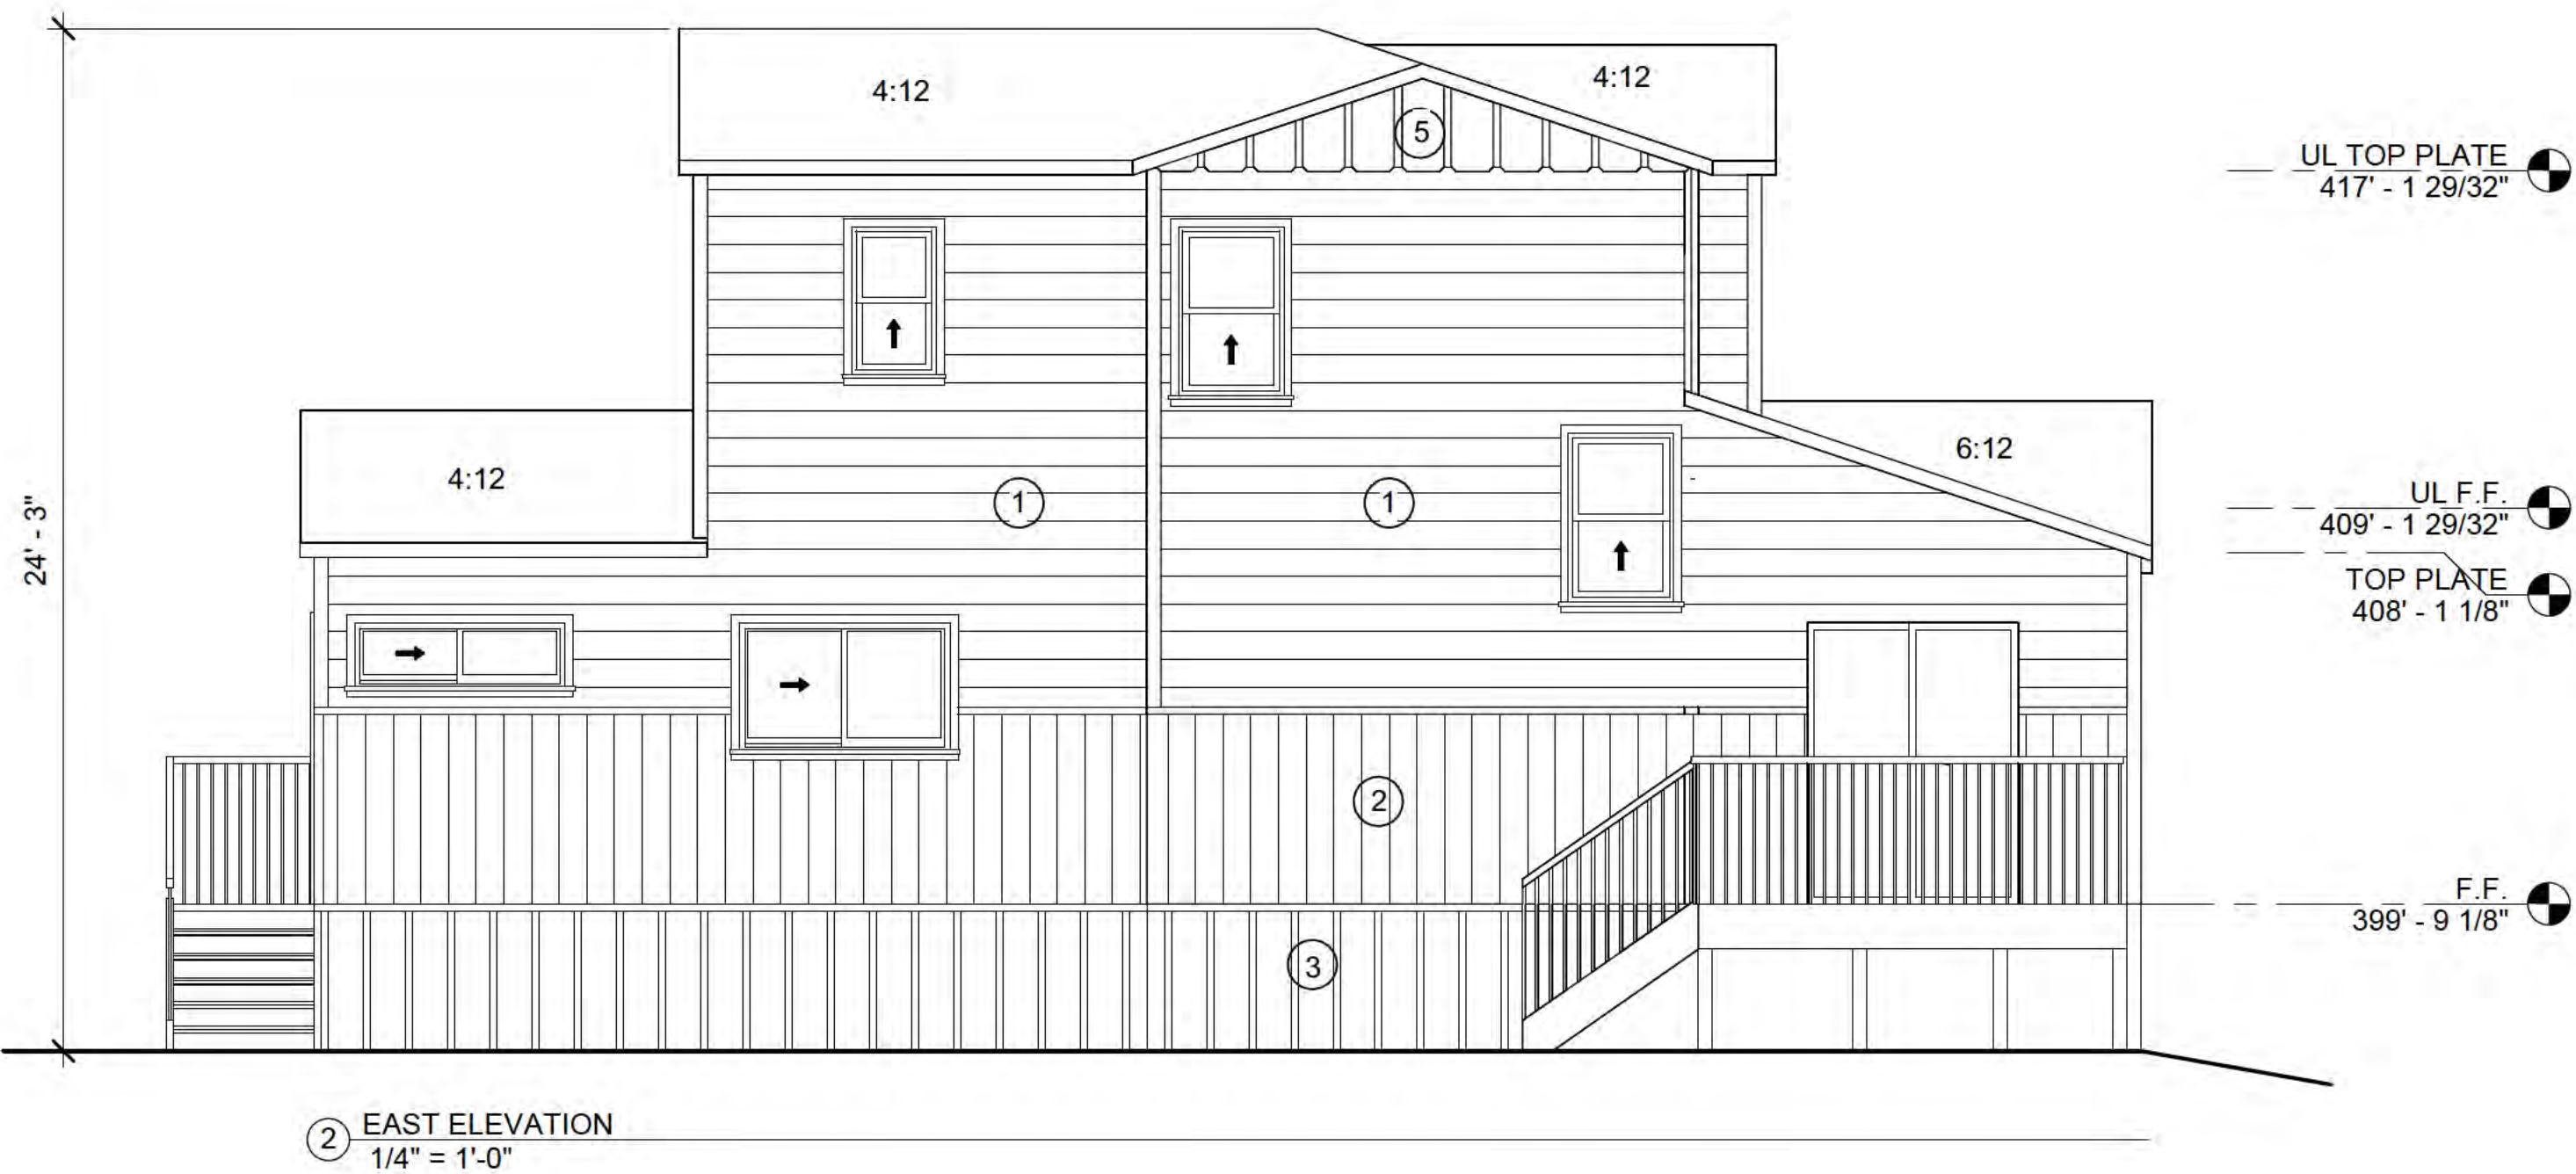 4:12
4:12
5
UL TOP PLATE
417' - 1 29/32"
24' - 3"
4:12
1
1
6:12
UL F.F.
409' - 1 29/32"
TOP PLATE
408' - 1 1/8"
2
F.F.
399' - 9 1/8"
3
2 EAST ELEVATION
1/4" = 1'-0"